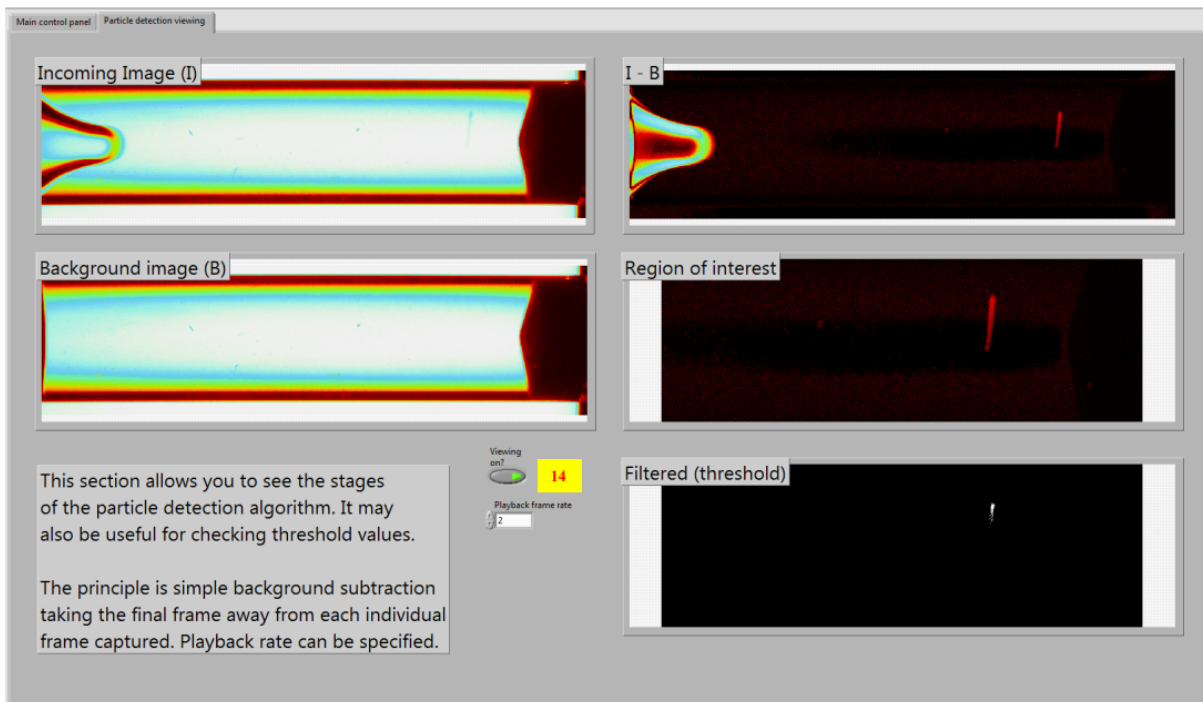 Main control panel
Particle detection viewing
Incoming Image (I)
I - B
Background image (B)
Region of interest
This section allows you to see the stages
of the particle detection algorithm. It may
also be useful for checking threshold values.
The principle is simple background subtraction
taking the final frame away from each individual
frame captured. Playback rate can be specified.
Viewing
on?
14
Playback frame rate
2
Filtered (threshold)